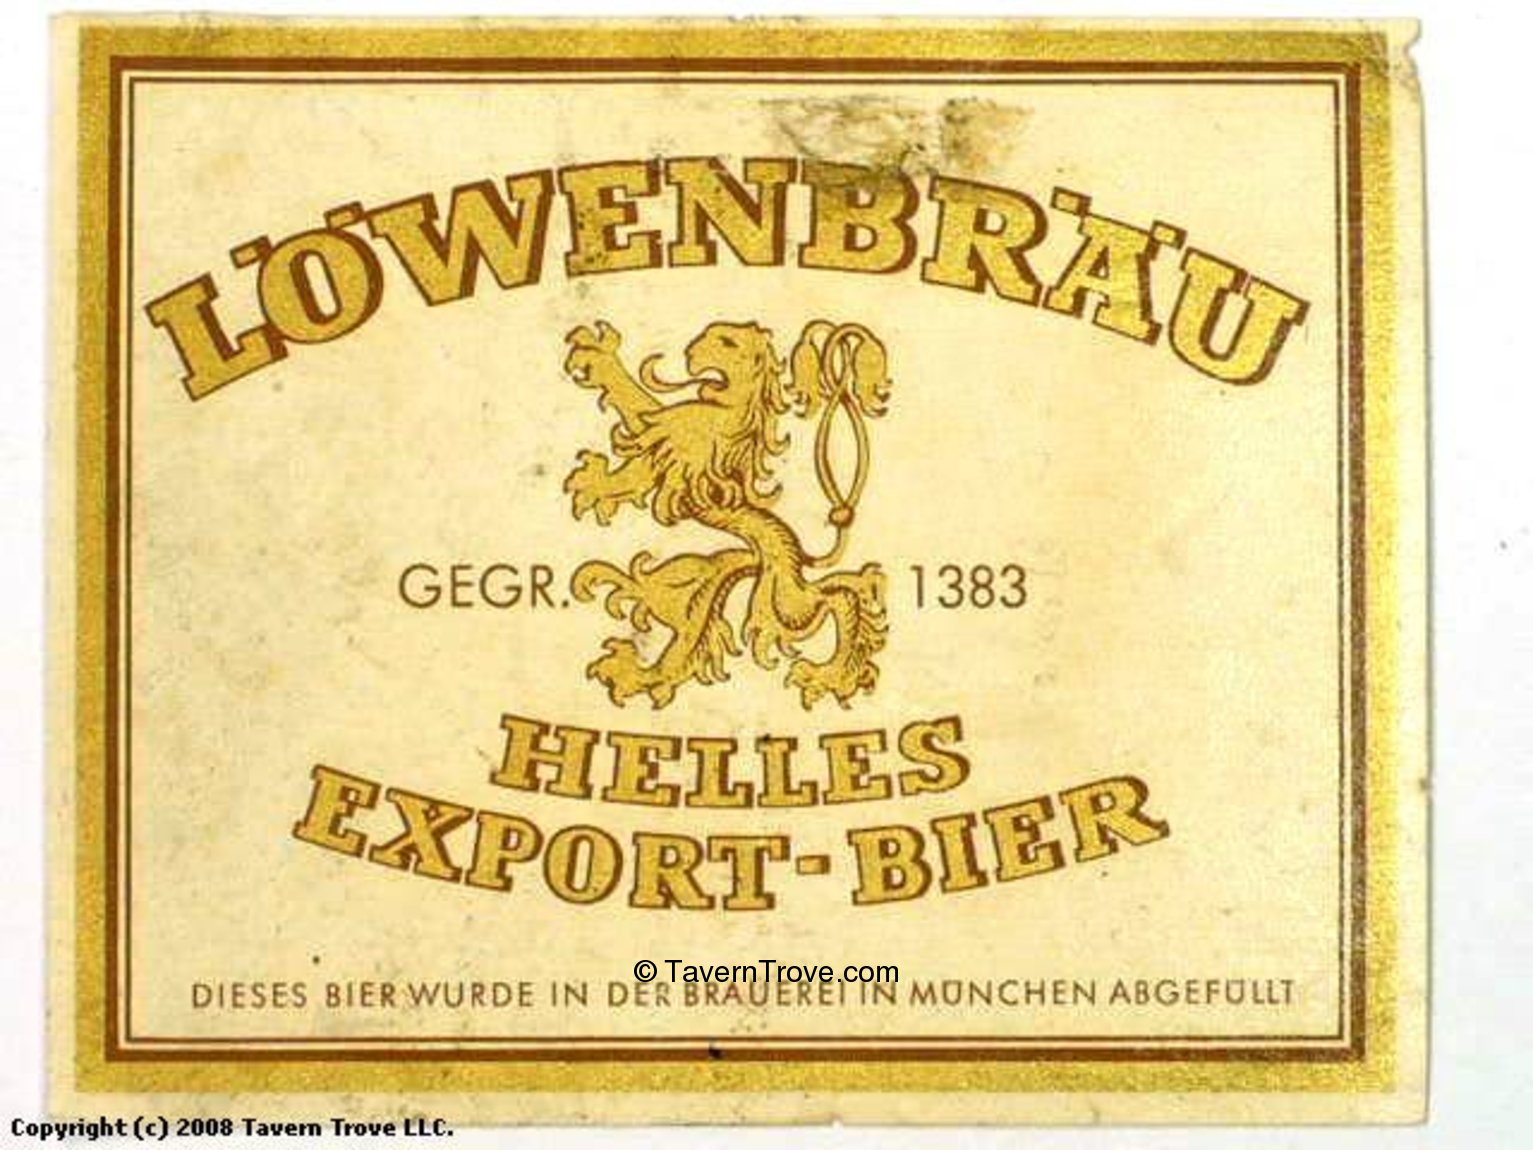 LÖWENBRÄU
GEGR. 1383
HELLES
EXPORT-BIER
© TavernTrove.com
DIESES BIER WURDE IN DER BRAUEREI IN MÜNCHEN ABGEFÜLLT
Copyright (c) 2008 Tavern Trove LLC.